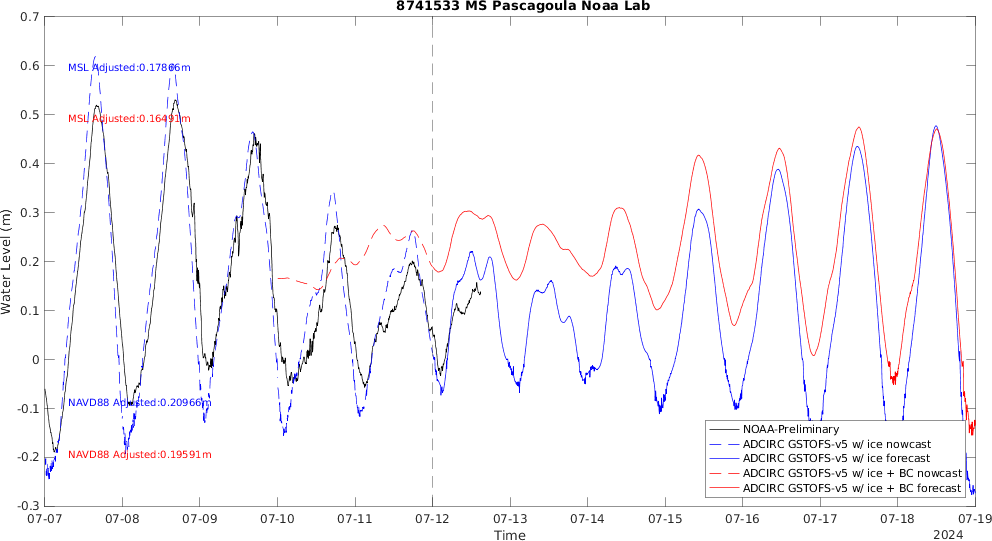 8741533 MS Pascagoula Noaa Lab
0.7
0.6
0.5
0.4
0.3
0.2
0.1
0
-0.1
-0.2
-0.3
Water Level (m)
MSL Adjusted:0.17866m
MSL Adjusted:0.16491m
NAVD88 Adjusted:0.20966m
NAVD88 Adjusted:0.19591m
NOAA-Preliminary
ADCIRC GSTOFS-v5 w/ ice nowcast
ADCIRC GSTOFS-v5 w/ ice forecast
ADCIRC GSTOFS-v5 w/ ice + BC nowcast
ADCIRC GSTOFS-v5 w/ ice + BC forecast
07-07 07-08 07-09 07-10 07-11 07-12 07-13 07-14 07-15 07-16 07-17 07-18 07-19
Time
2024